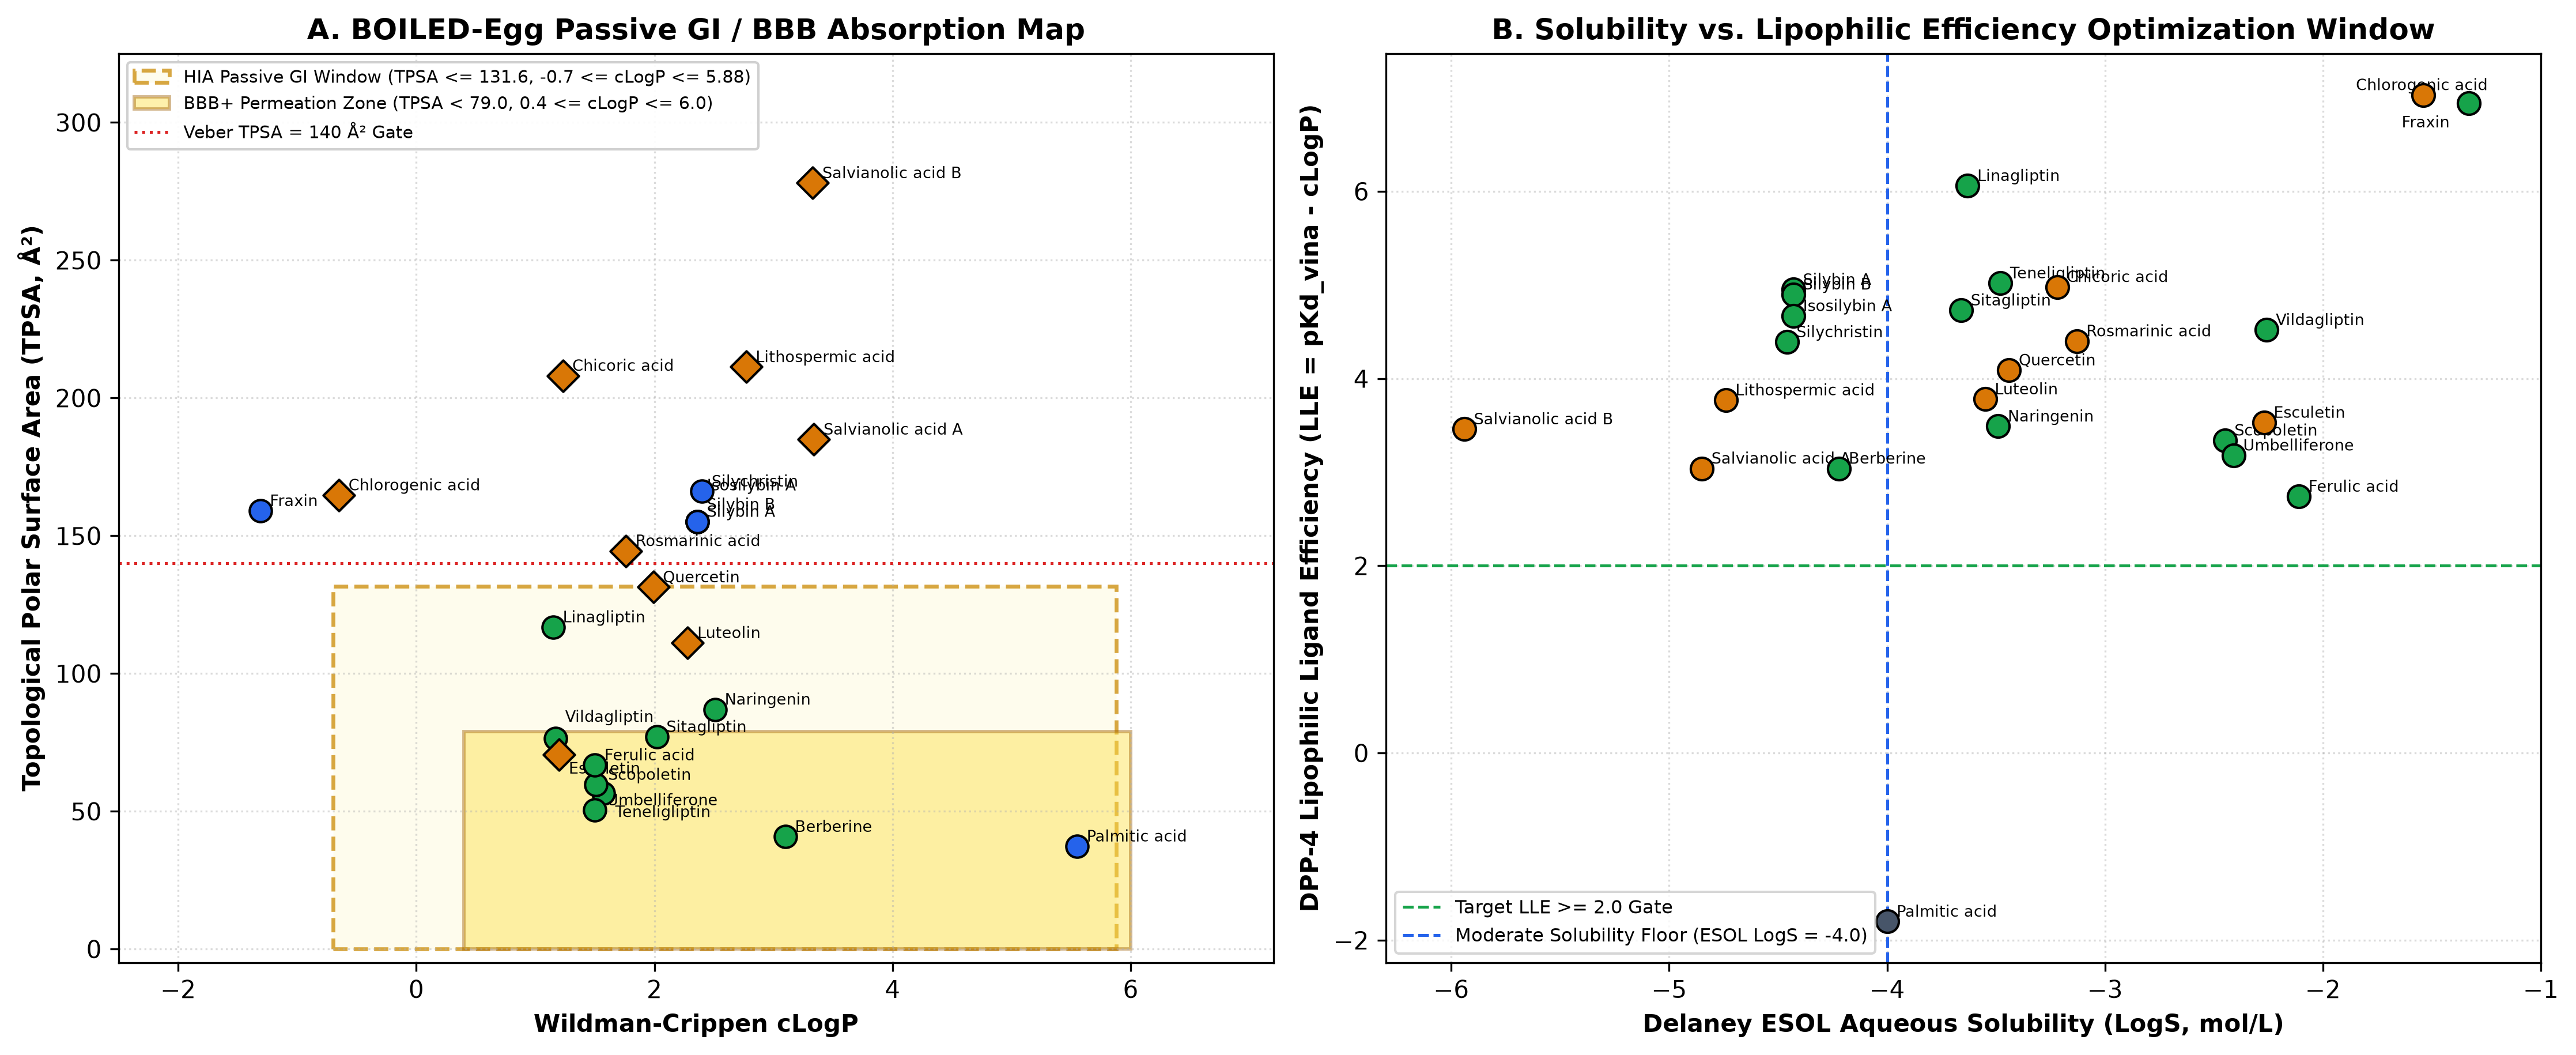 A. BOILED-Egg Passive GI / BBB Absorption Map
HIA Passive GI Window (TPSA <= 131.6, -0.7 <= cLogP <= 5.88)
BBB+ Permeation Zone (TPSA < 79.0, 0.4 <= cLogP <= 6.0)
Veber TPSA = 140 Å² Gate
Topological Polar Surface Area (TPSA, Å²)
300
250
200
150
100
50
0
Salvianolic acid B
Lithospermic acid
Chicoric acid
Salvianolic acid A
Silychristin
Isosilybin A
Chlorogenic acid
Fraxin
Silybin B
Silybin A
Rosmarinic acid
Quercetin
Linagliptin
Luteolin
Naringenin
Vildagliptin
Sitagliptin
Ferulic acid
Esculetin
Scopoletin
Umbelliferone
Teneligliptin
Berberine
Palmitic acid
−2
0
2
4
6
Wildman-Crippen cLogP
B. Solubility vs. Lipophilic Efficiency Optimization Window
DPP-4 Lipophilic Ligand Efficiency (LLE = pKd_vina - cLogP)
6
4
2
0
−2
Chlorogenic acid
Fraxin
Linagliptin
Teneligliptin
Chicoric acid
Silybin A
Silybin B
Sitagliptin
Isosilybin A
Vildagliptin
Silychristin
Rosmarinic acid
Quercetin
Lithospermic acid
Luteolin
Salvianolic acid B
Naringenin
Esculetin
Scopoletin
Umbelliferone
Salvianolic acid A
Berberine
Ferulic acid
Palmitic acid
Target LLE >= 2.0 Gate
Moderate Solubility Floor (ESOL LogS = -4.0)
−6
−5
−4
−3
−2
−1
Delaney ESOL Aqueous Solubility (LogS, mol/L)